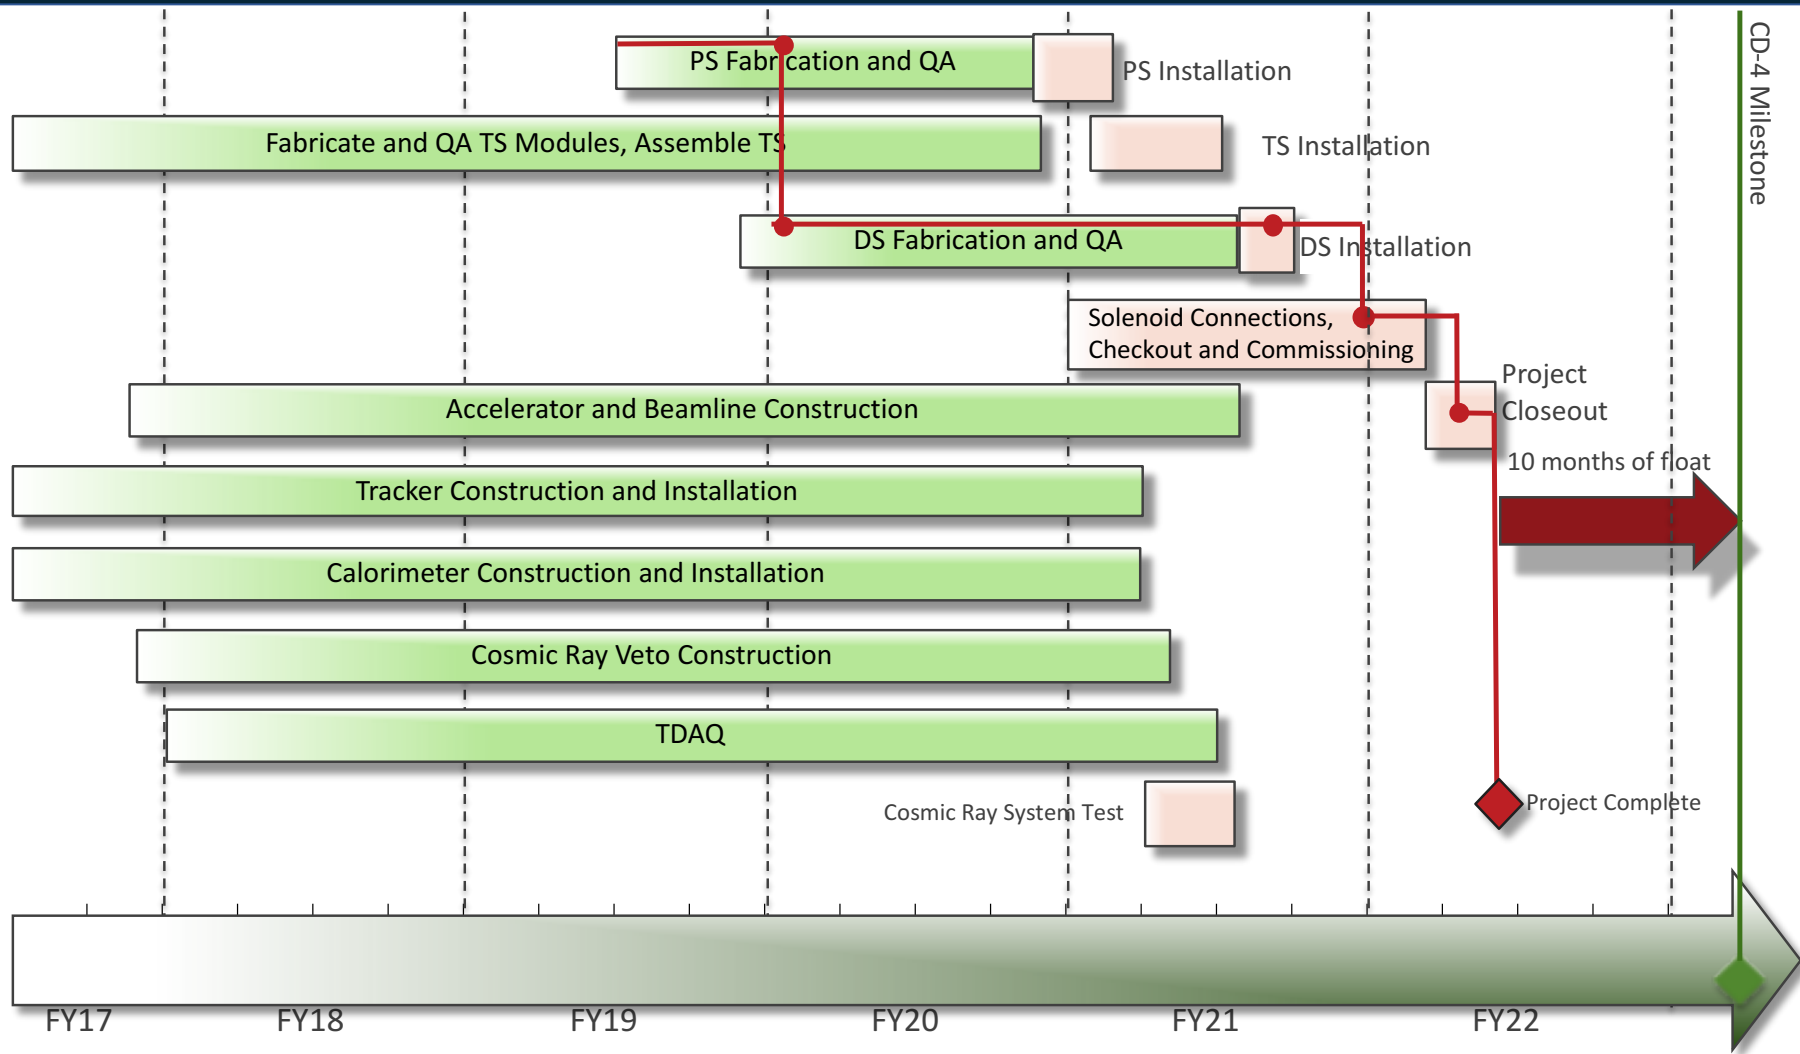 PS Fabrication and QA
PS Installation
CD-4 Milestone
Fabricate and QA TS Modules, Assemble TS
TS Installation
DS Fabrication and QA
DS Installation
Solenoid Connections,
Checkout and Commissioning
Project
Closeout
Accelerator and Beamline Construction
10 months of float
Tracker Construction and Installation
Calorimeter Construction and Installation
Cosmic Ray Veto Construction
TDAQ
Cosmic Ray System Test
Project Complete
FY17 FY18 FY19 FY20 FY21 FY22